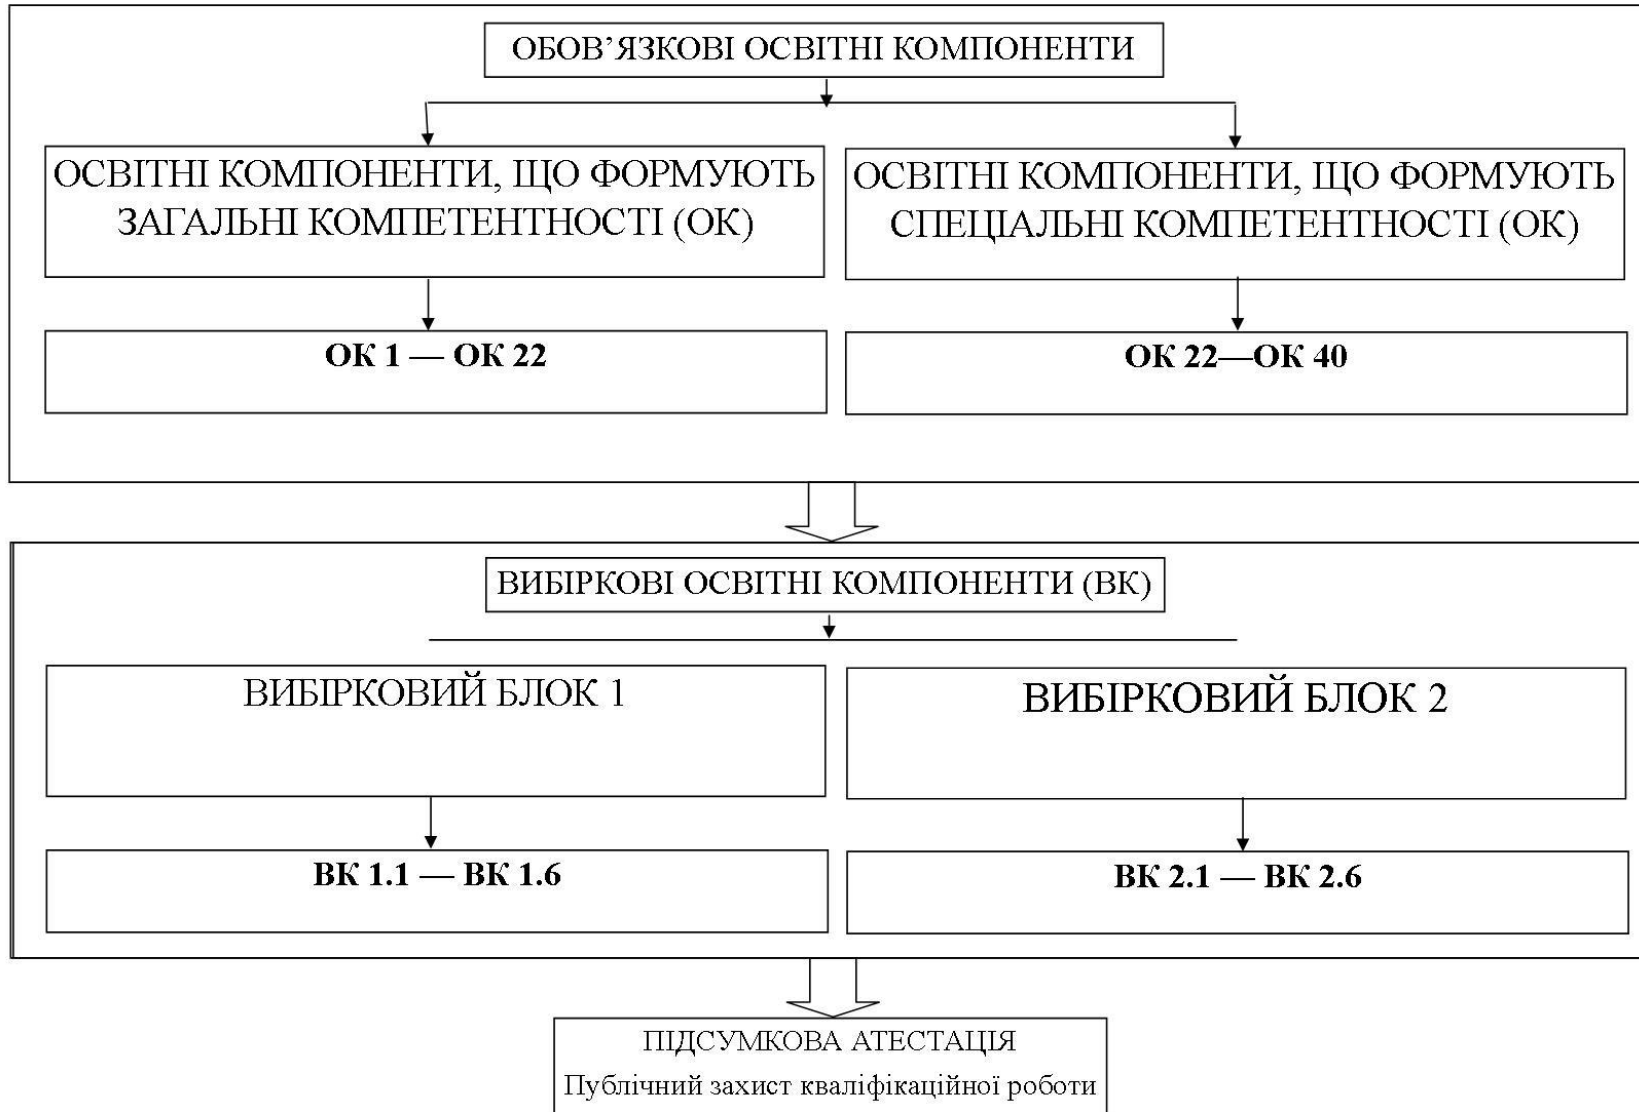 ОБОВ’ЯЗКОВІ ОСВІТНІ КОМПОНЕНТИ
ОСВІТНІ КОМПОНЕНТИ, ЩО ФОРМУЮТЬ
ЗАГАЛЬНІ КОМПЕТЕНТНОСТІ (ОК)
ОСВІТНІ КОМПОНЕНТИ, ЩО ФОРМУЮТЬ
СПЕЦІАЛЬНІ КОМПЕТЕНТНОСТІ (ОК)
ОК 1 — ОК 22
ОК 22—ОК 40
ВИБІРКОВІ ОСВІТНІ КОМПОНЕНТИ (ВК)
ВИБІРКОВИЙ БЛОК 1
ВИБІРКОВИЙ БЛОК 2
ВК 1.1 — ВК 1.6
ВК 2.1 — ВК 2.6
ПІДСУМКОВА АТЕСТАЦІЯ
Публічний захист кваліфікаційної роботи